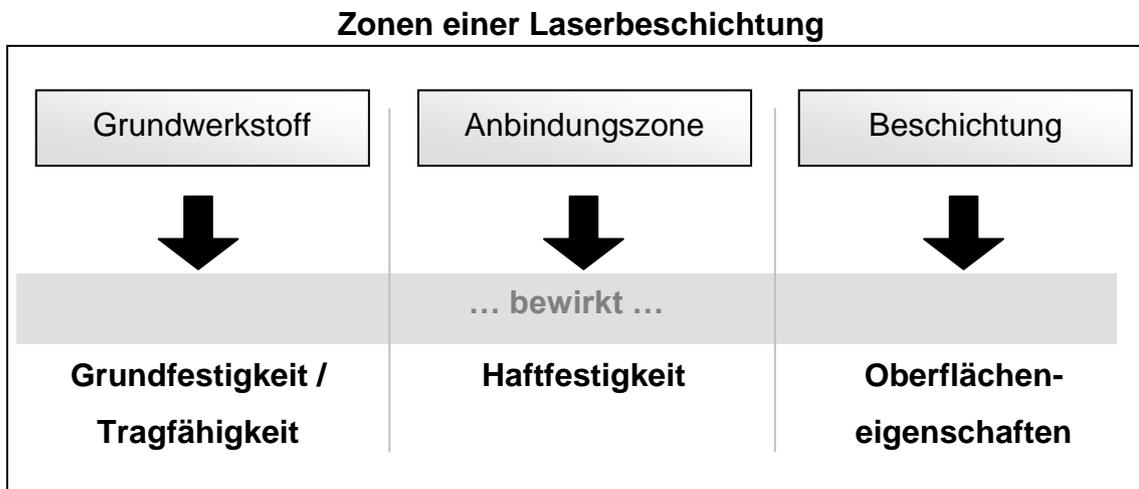 Zonen einer Laserbeschichtung
Grundwerkstoff
Anbindungszone
Beschichtung
… bewirkt …
Grundfestigkeit /
Tragfähigkeit
Haftfestigkeit
Oberflächen-
eigenschaften